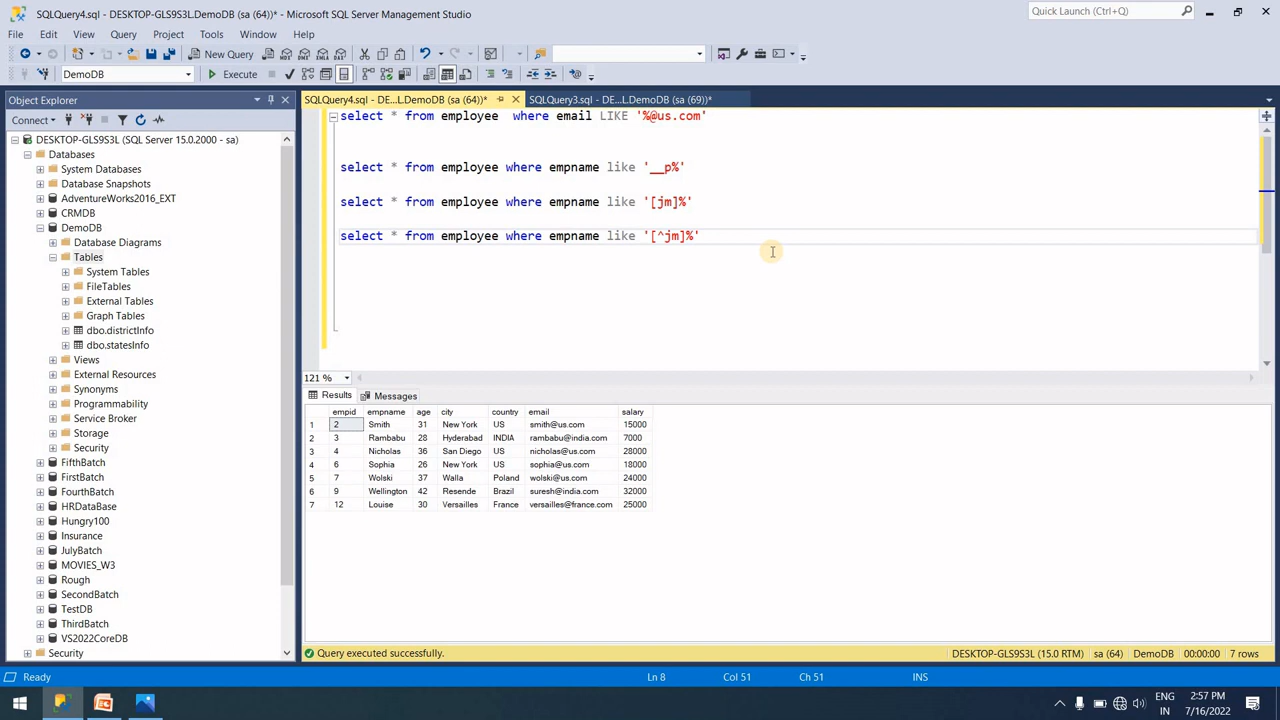 SQLQuery4.sql - DESKTOP-GLS9S3L.DemoDB (sa (64))* - Microsoft SQL Server Management Studio
Quick Launch (Ctrl+Q)
File Edit View Query Project Tools Window Help
New Query
MDX DMX XMLA DAX
DemoDB
Execute
Object Explorer
SQLQuery4.sql - DE...L.DemoDB (sa (64))*
SQLQuery3.sql - DE...L.DemoDB (sa (69))*
Connect
DESKTOP-GLS9S3L (SQL Server 15.0.2000 - sa)
Databases
System Databases
Database Snapshots
AdventureWorks2016_EXT
CRMDB
DemoDB
Database Diagrams
Tables
System Tables
FileTables
External Tables
Graph Tables
dbo.districtInfo
dbo.statesInfo
Views
External Resources
Synonyms
Programmability
Service Broker
Storage
Security
FifthBatch
FirstBatch
FourthBatch
HRDataBase
Hungry100
Insurance
JulyBatch
MOVIES_W3
Rough
SecondBatch
TestDB
ThirdBatch
VS2022CoreDB
Security
select * from employee  where email LIKE '%@us.com'
select * from employee where empname like '__p%'
select * from employee where empname like '[jm]%'
select * from employee where empname like '[^jm]%'
121 %
Results Messages
empid empname age city country email salary
1 2 Smith 31 New York US smith@us.com 15000
2 3 Rambabu 28 Hyderabad INDIA rambabu@india.com 7000
3 4 Nicholas 36 San Diego US nicholas@us.com 28000
4 6 Sophia 26 New York US sophia@us.com 18000
5 7 Wolski 37 Walla Poland wolski@us.com 24000
6 9 Wellington 42 Resende Brazil suresh@india.com 32000
7 12 Louise 30 Versailles France versailles@france.com 25000
Query executed successfully.
DESKTOP-GLS9S3L (15.0 RTM) sa (64) DemoDB 00:00:00 7 rows
Ready
Ln 8 Col 51 Ch 51 INS
ENG
IN
2:57 PM
7/16/2022